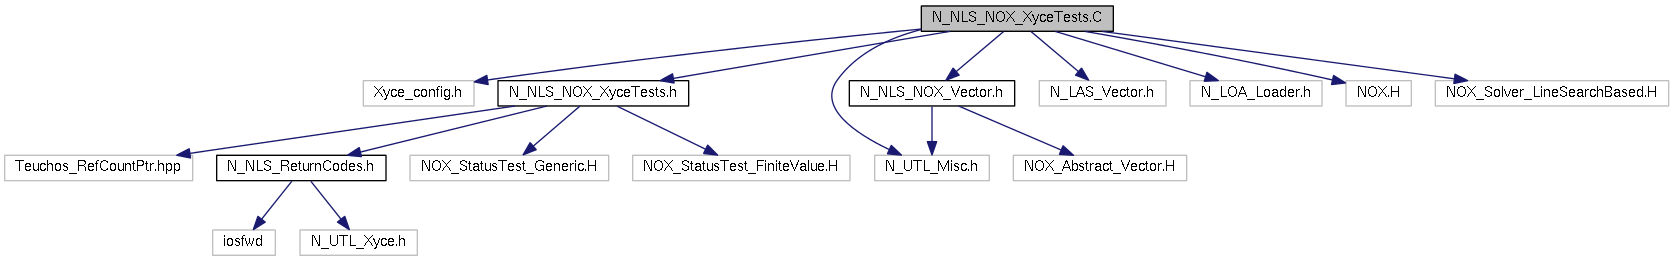 N_NLS_NOX_XyceTests.C
Xyce_config.h
N_NLS_NOX_XyceTests.h
N_NLS_NOX_Vector.h
N_LAS_Vector.h
N_LOA_Loader.h
NOX.H
NOX_Solver_LineSearchBased.H
Teuchos_RefCountPtr.hpp
N_NLS_ReturnCodes.h
NOX_StatusTest_Generic.H
NOX_StatusTest_FiniteValue.H
N_UTL_Misc.h
NOX_Abstract_Vector.H
iosfwd
N_UTL_Xyce.h